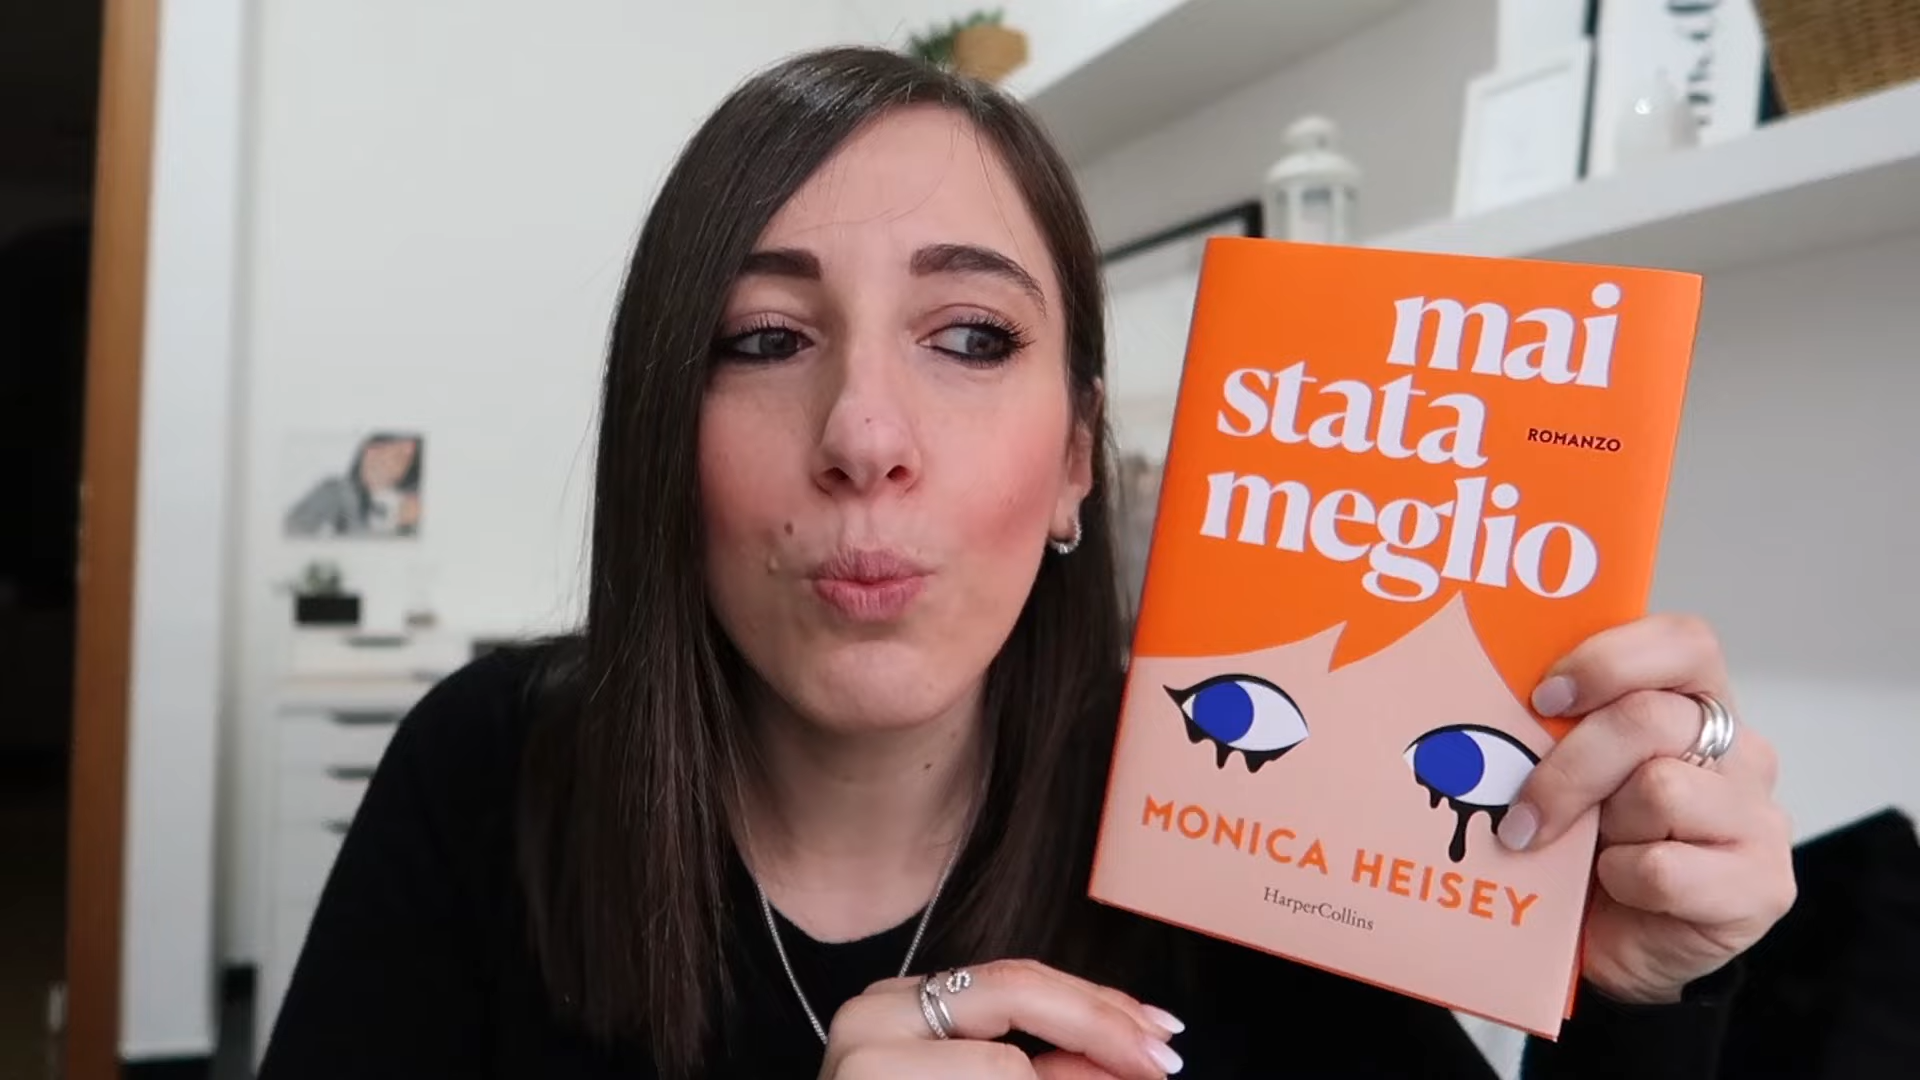 mai
stata
ROMANZO
meglio
MONICA HEISEY
HarperCollins